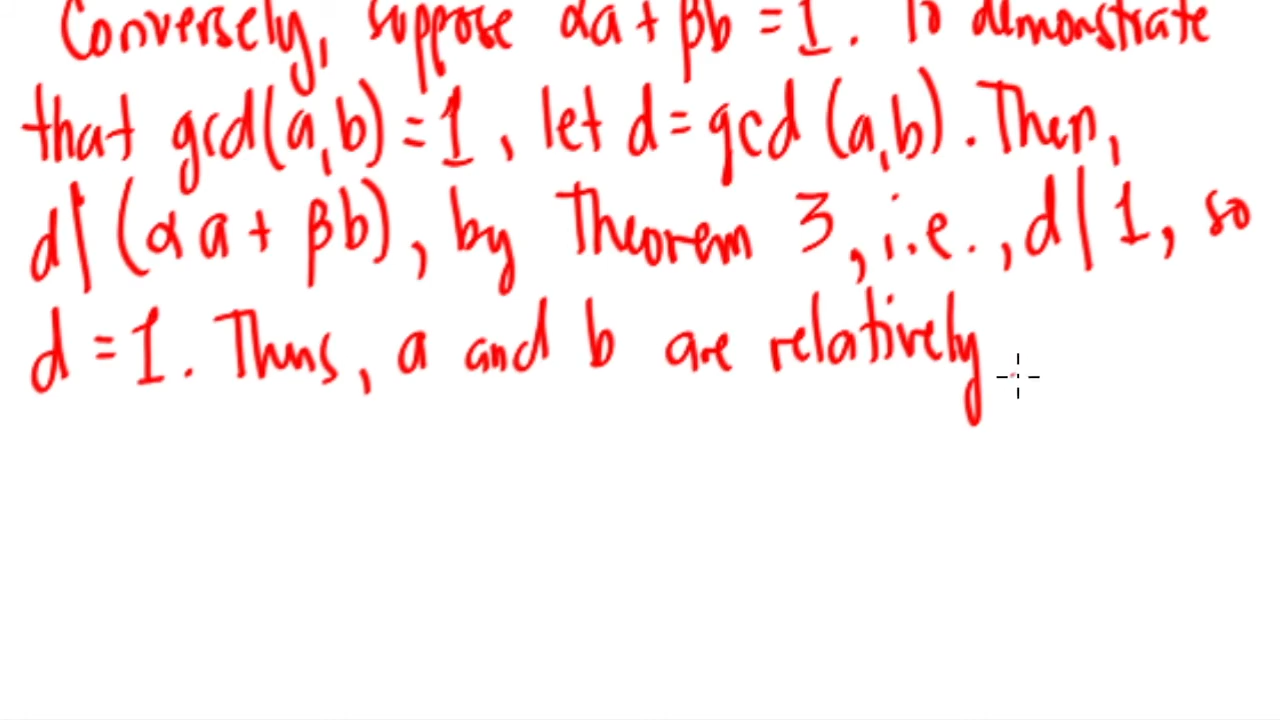 Conversely, suppose αa + βb = 1. To demonstrate
that gcd(a,b) = 1, let d = gcd (a,b). Then,
d | (αa + βb), by Theorem 3, i.e., d | 1, so
d = 1. Thus, a and b are relatively